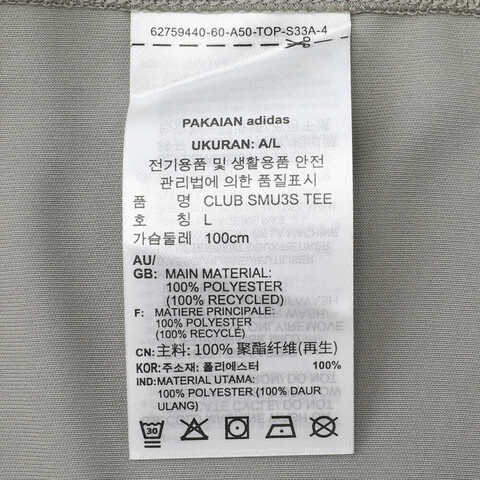 62759440-60-A50-TOP-S33A-4
PAKAIAN adidas
UKURAN: A/L
전기용품 및 생활용품 안전
관리법에 의한 품질표시
품 명 CLUB SMU3S TEE
호 칭 L
가슴둘레 100cm
AU/
GB: MAIN MATERIAL:
100% POLYESTER
(100% RECYCLED)
F: MATIERE PRINCIPALE:
100% POLYESTER
(100% RECYCLE)
CN: 主料: 100% 聚酯纤维(再生)
KOR: 주소재: 폴리에스터 100%
IND: MATERIAL UTAMA:
100% POLYESTER (100% DAUR
ULANG)
30